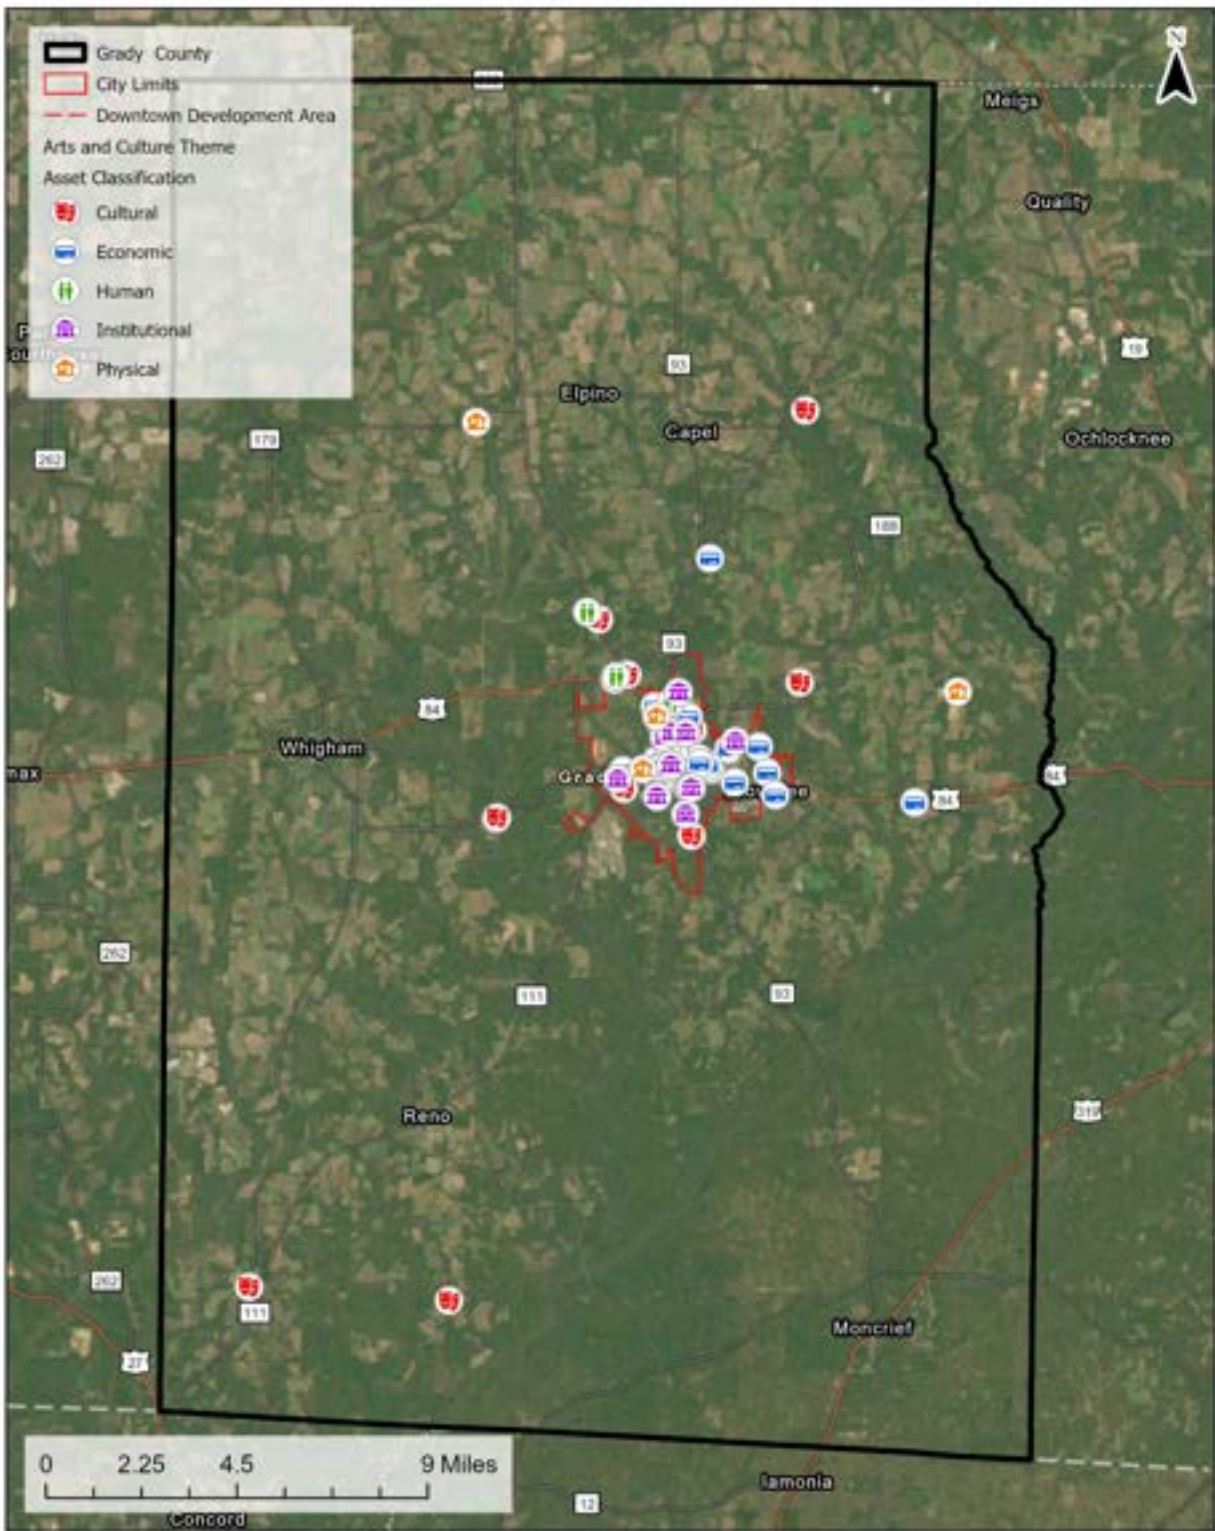 Grady County
City Limits
Downtown Development Area
Arts and Culture Theme
Asset Classification
Cultural
Economic
Human
Institutional
Physical
N
Meigs
Quality
19
93
Elpino
Capel
Ochlocknee
179
262
188
93
84
Whigham
max
84
262
111
93
Reno
319
262
111
Moncrief
27
0 2.25 4.5 9 Miles
Iamonia
12
Concord